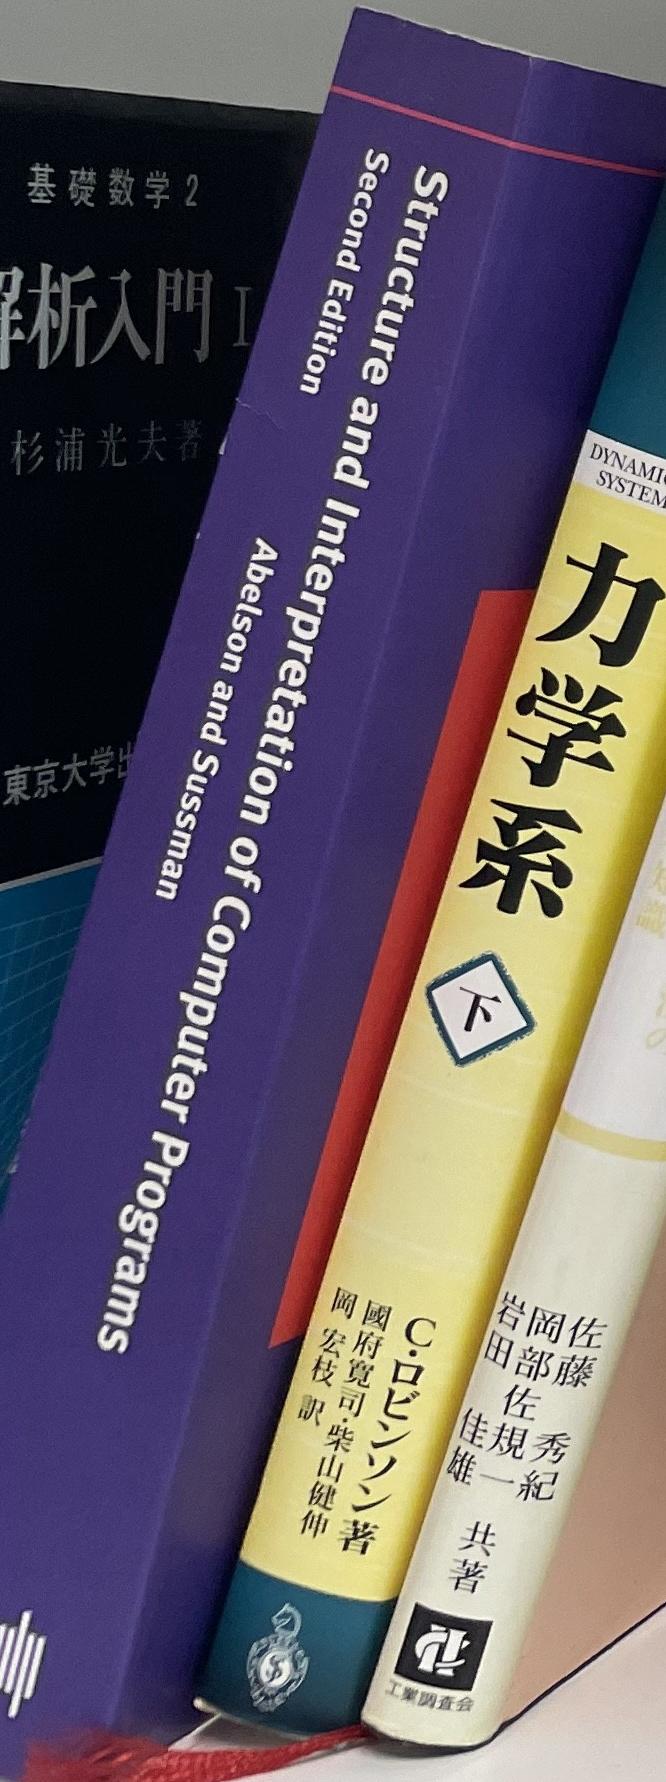 基礎数学2
解析入門 I
杉浦光夫著
東京大学出
Structure and Interpretation of Computer Programs
Second Edition
Abelson and Sussman
DYNAMIC
SYSTEM
力学系
下
C・ロビンソン 著
國府寛司・柴山健伸
岡 宏枝 訳
佐藤 秀紀
岡部佐規一
岩田 佳雄
共著
工業調査会